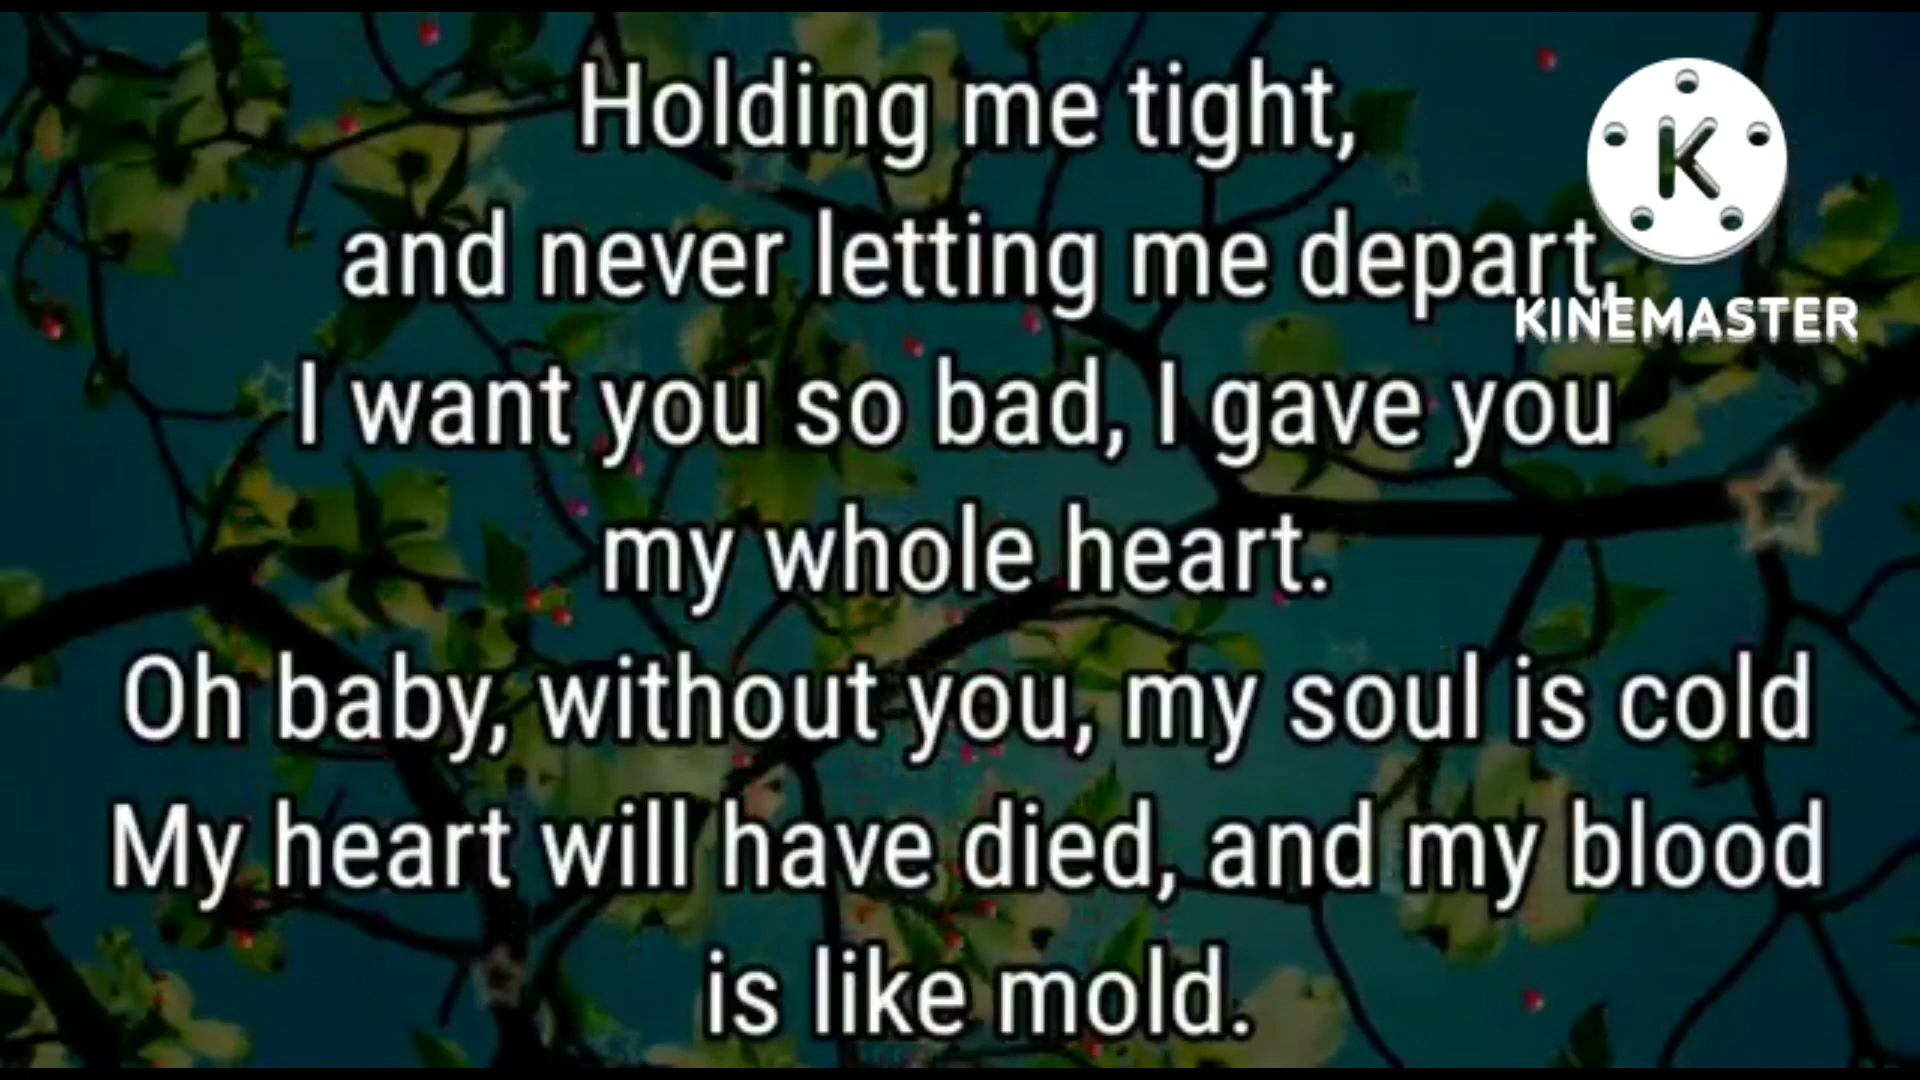 Holding me tight,
and never letting me depart,
I want you so bad, I gave you
my whole heart.
Oh baby, without you, my soul is cold
My heart will have died, and my blood
is like mold.
K
KINEMASTER